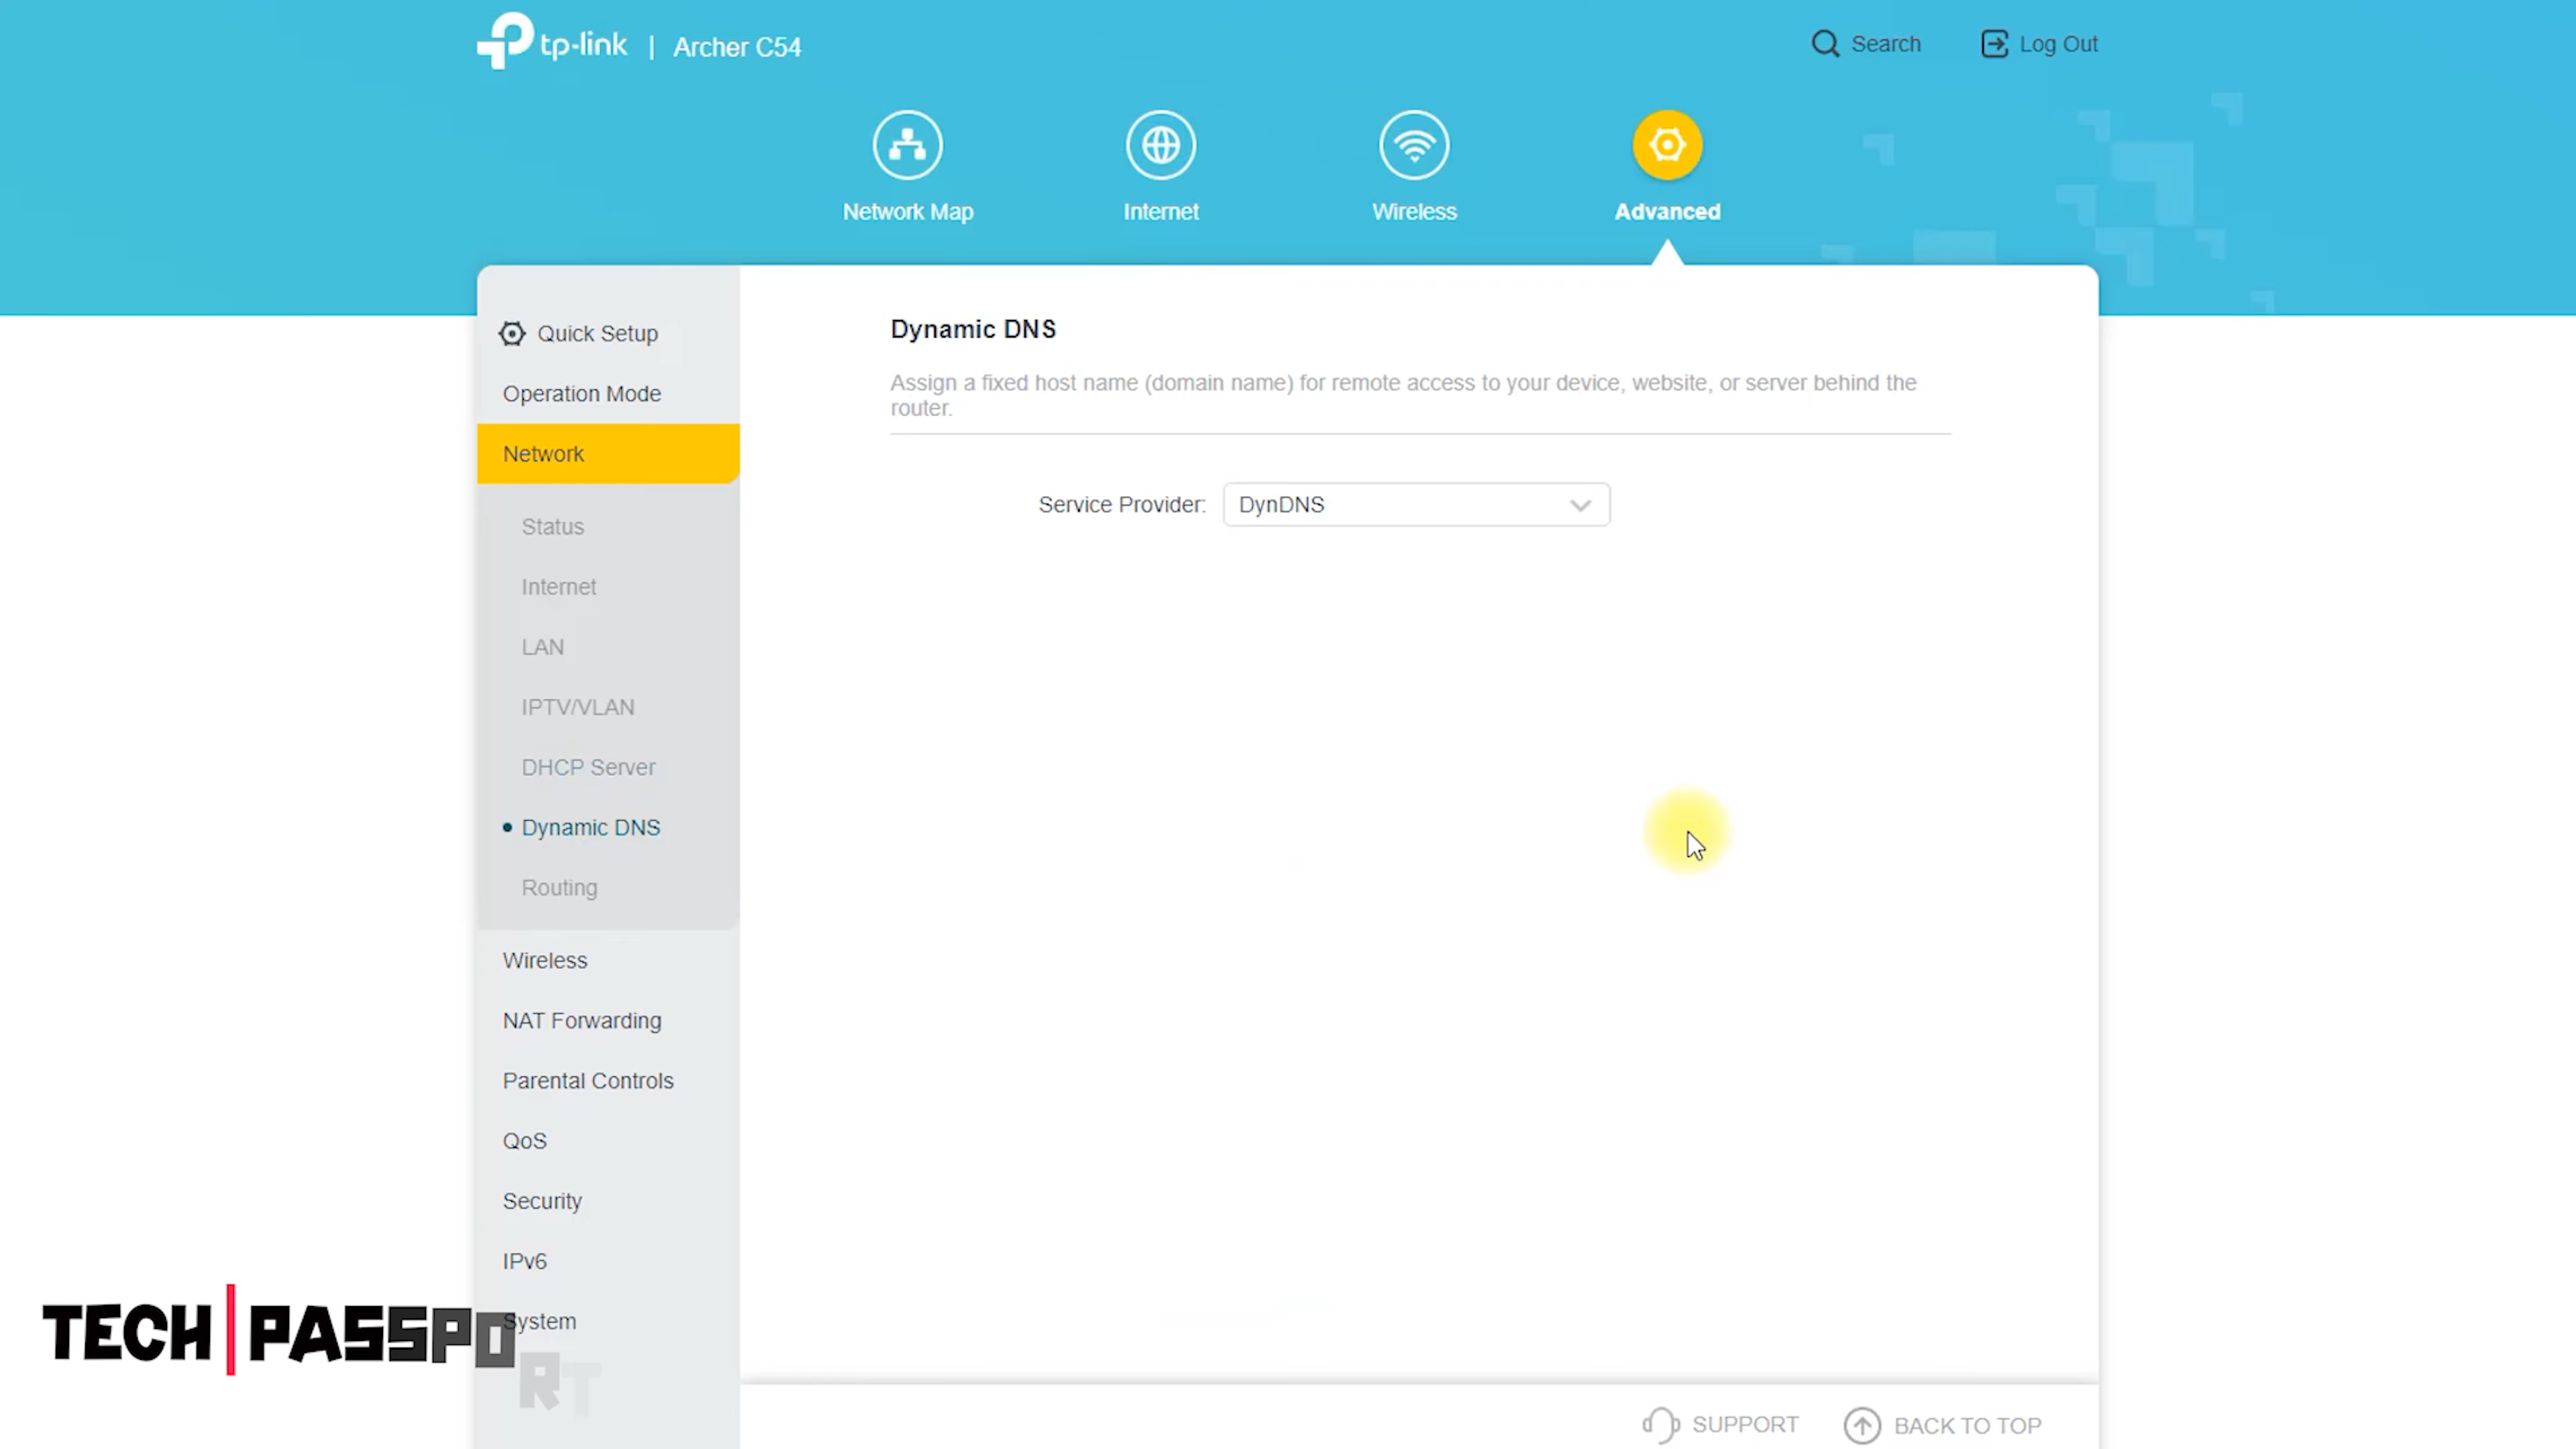 tp-link | Archer C54
Search
Log Out
Network Map
Internet
Wireless
Advanced
Quick Setup
Operation Mode
Network
Status
Internet
LAN
IPTV/VLAN
DHCP Server
Dynamic DNS
Routing
Wireless
NAT Forwarding
Parental Controls
QoS
Security
IPv6
System
Dynamic DNS
Assign a fixed host name (domain name) for remote access to your device, website, or server behind the
router.
Service Provider: DynDNS
SUPPORT
BACK TO TOP
TECH|PASSPORT